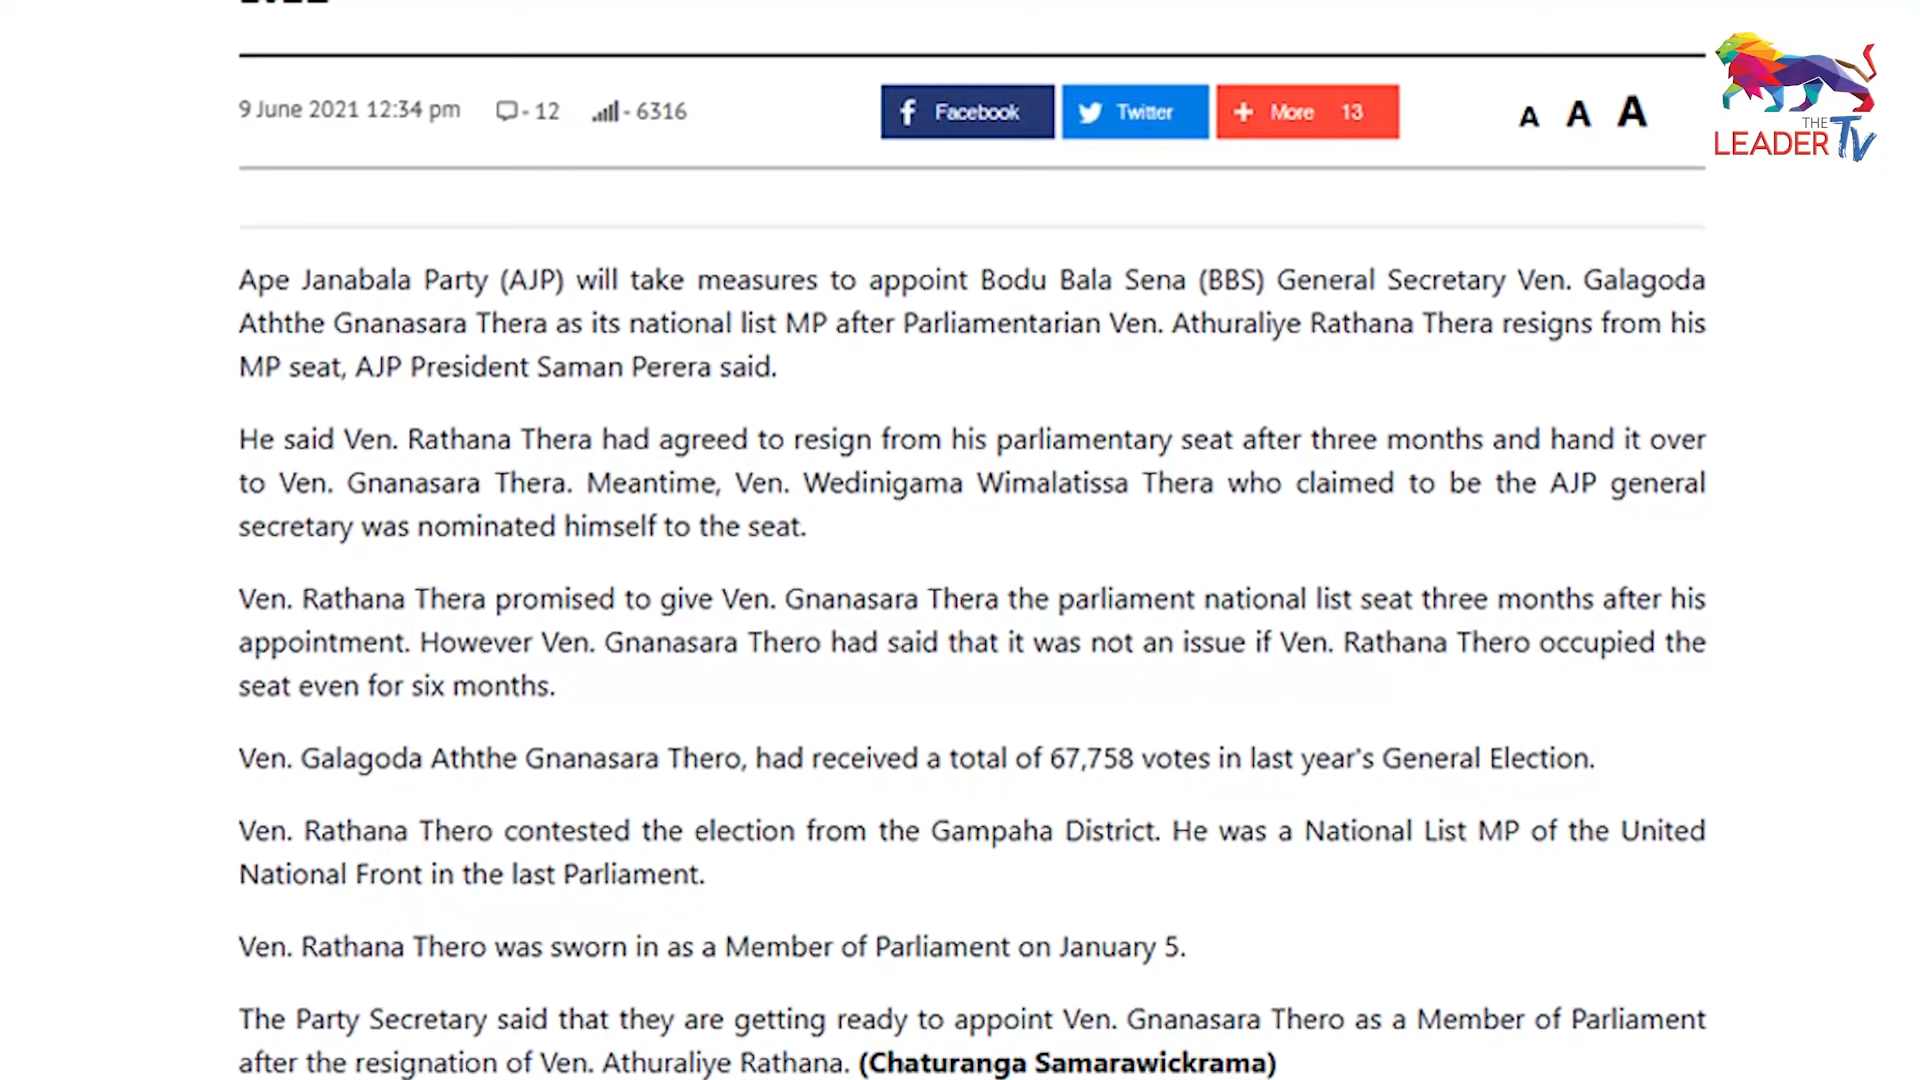 9 June 2021 12:34 pm - 12 - 6316 Facebook Twitter + More 13 A A A
THE
LEADER TV
Ape Janabala Party (AJP) will take measures to appoint Bodu Bala Sena (BBS) General Secretary Ven. Galagoda
Aththe Gnanasara Thera as its national list MP after Parliamentarian Ven. Athuraliye Rathana Thera resigns from his
MP seat, AJP President Saman Perera said.
He said Ven. Rathana Thera had agreed to resign from his parliamentary seat after three months and hand it over
to Ven. Gnanasara Thera. Meantime, Ven. Wedinigama Wimalatissa Thera who claimed to be the AJP general
secretary was nominated himself to the seat.
Ven. Rathana Thera promised to give Ven. Gnanasara Thera the parliament national list seat three months after his
appointment. However Ven. Gnanasara Thero had said that it was not an issue if Ven. Rathana Thero occupied the
seat even for six months.
Ven. Galagoda Aththe Gnanasara Thero, had received a total of 67,758 votes in last year's General Election.
Ven. Rathana Thero contested the election from the Gampaha District. He was a National List MP of the United
National Front in the last Parliament.
Ven. Rathana Thero was sworn in as a Member of Parliament on January 5.
The Party Secretary said that they are getting ready to appoint Ven. Gnanasara Thero as a Member of Parliament
after the resignation of Ven. Athuraliye Rathana. (Chaturanga Samarawickrama)